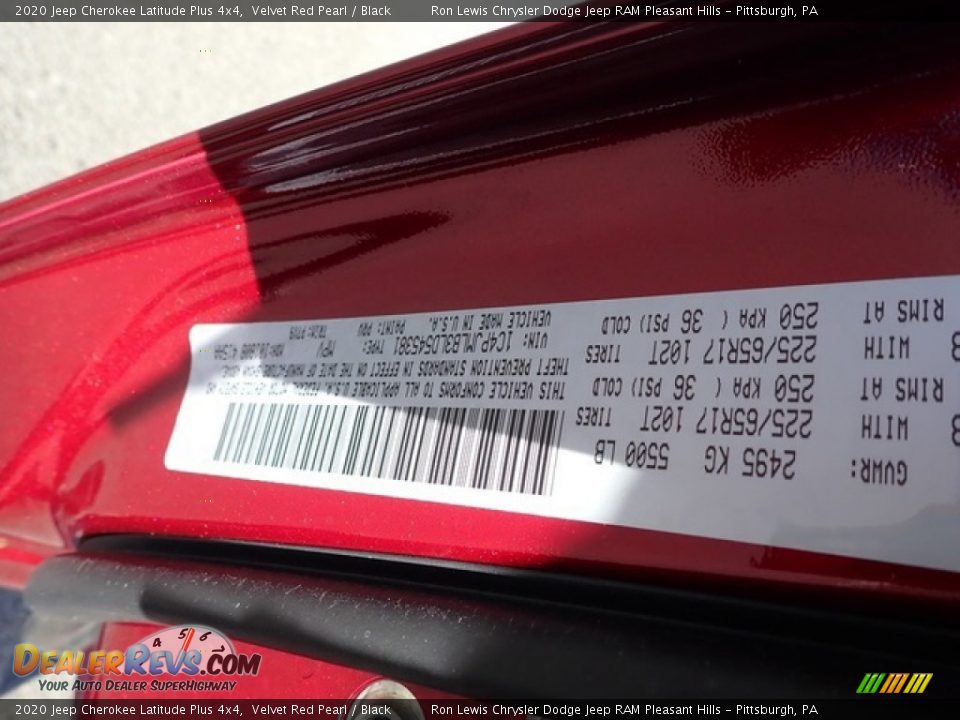 2020 Jeep Cherokee Latitude Plus 4x4, Velvet Red Pearl / Black Ron Lewis Chrysler Dodge Jeep RAM Pleasant Hills - Pittsburgh, PA
GVWR: 2495 KG 5500 LB
WITH 225/65R17 102T TIRES
RIMS AT 250 KPA ( 36 PSI) COLD
WITH 225/65R17 102T TIRES
RIMS AT 250 KPA ( 36 PSI) COLD
THIS VEHICLE CONFORMS TO ALL APPLICABLE U.S.A.
THEFT PREVENTION STANDARDS IN EFFECT ON THE DATE OF
VIN: 1C4PJMLB3LD545381 TYPE: MPV
VEHICLE MADE IN U.S.A. PAINT: PRV
4 5 6
DealerRevs.com
Your Auto Dealer SuperHighway
2020 Jeep Cherokee Latitude Plus 4x4, Velvet Red Pearl / Black Ron Lewis Chrysler Dodge Jeep RAM Pleasant Hills - Pittsburgh, PA